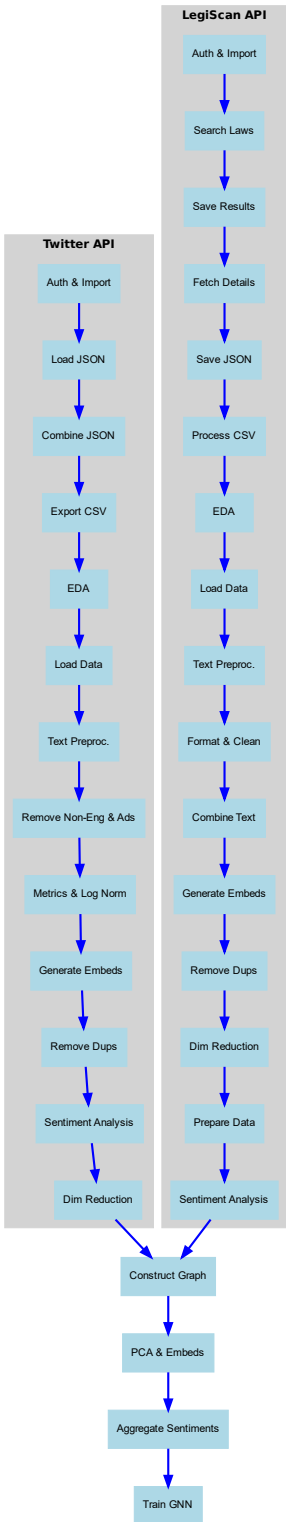 LegiScan API
Auth & Import
Search Laws
Save Results
Fetch Details
Save JSON
Process CSV
EDA
Load Data
Text Preproc.
Format & Clean
Combine Text
Generate Embeds
Remove Dups
Dim Reduction
Prepare Data
Sentiment Analysis
Twitter API
Auth & Import
Load JSON
Combine JSON
Export CSV
EDA
Load Data
Text Preproc.
Remove Non-Eng & Ads
Metrics & Log Norm
Generate Embeds
Remove Dups
Sentiment Analysis
Dim Reduction
Construct Graph
PCA & Embeds
Aggregate Sentiments
Train GNN